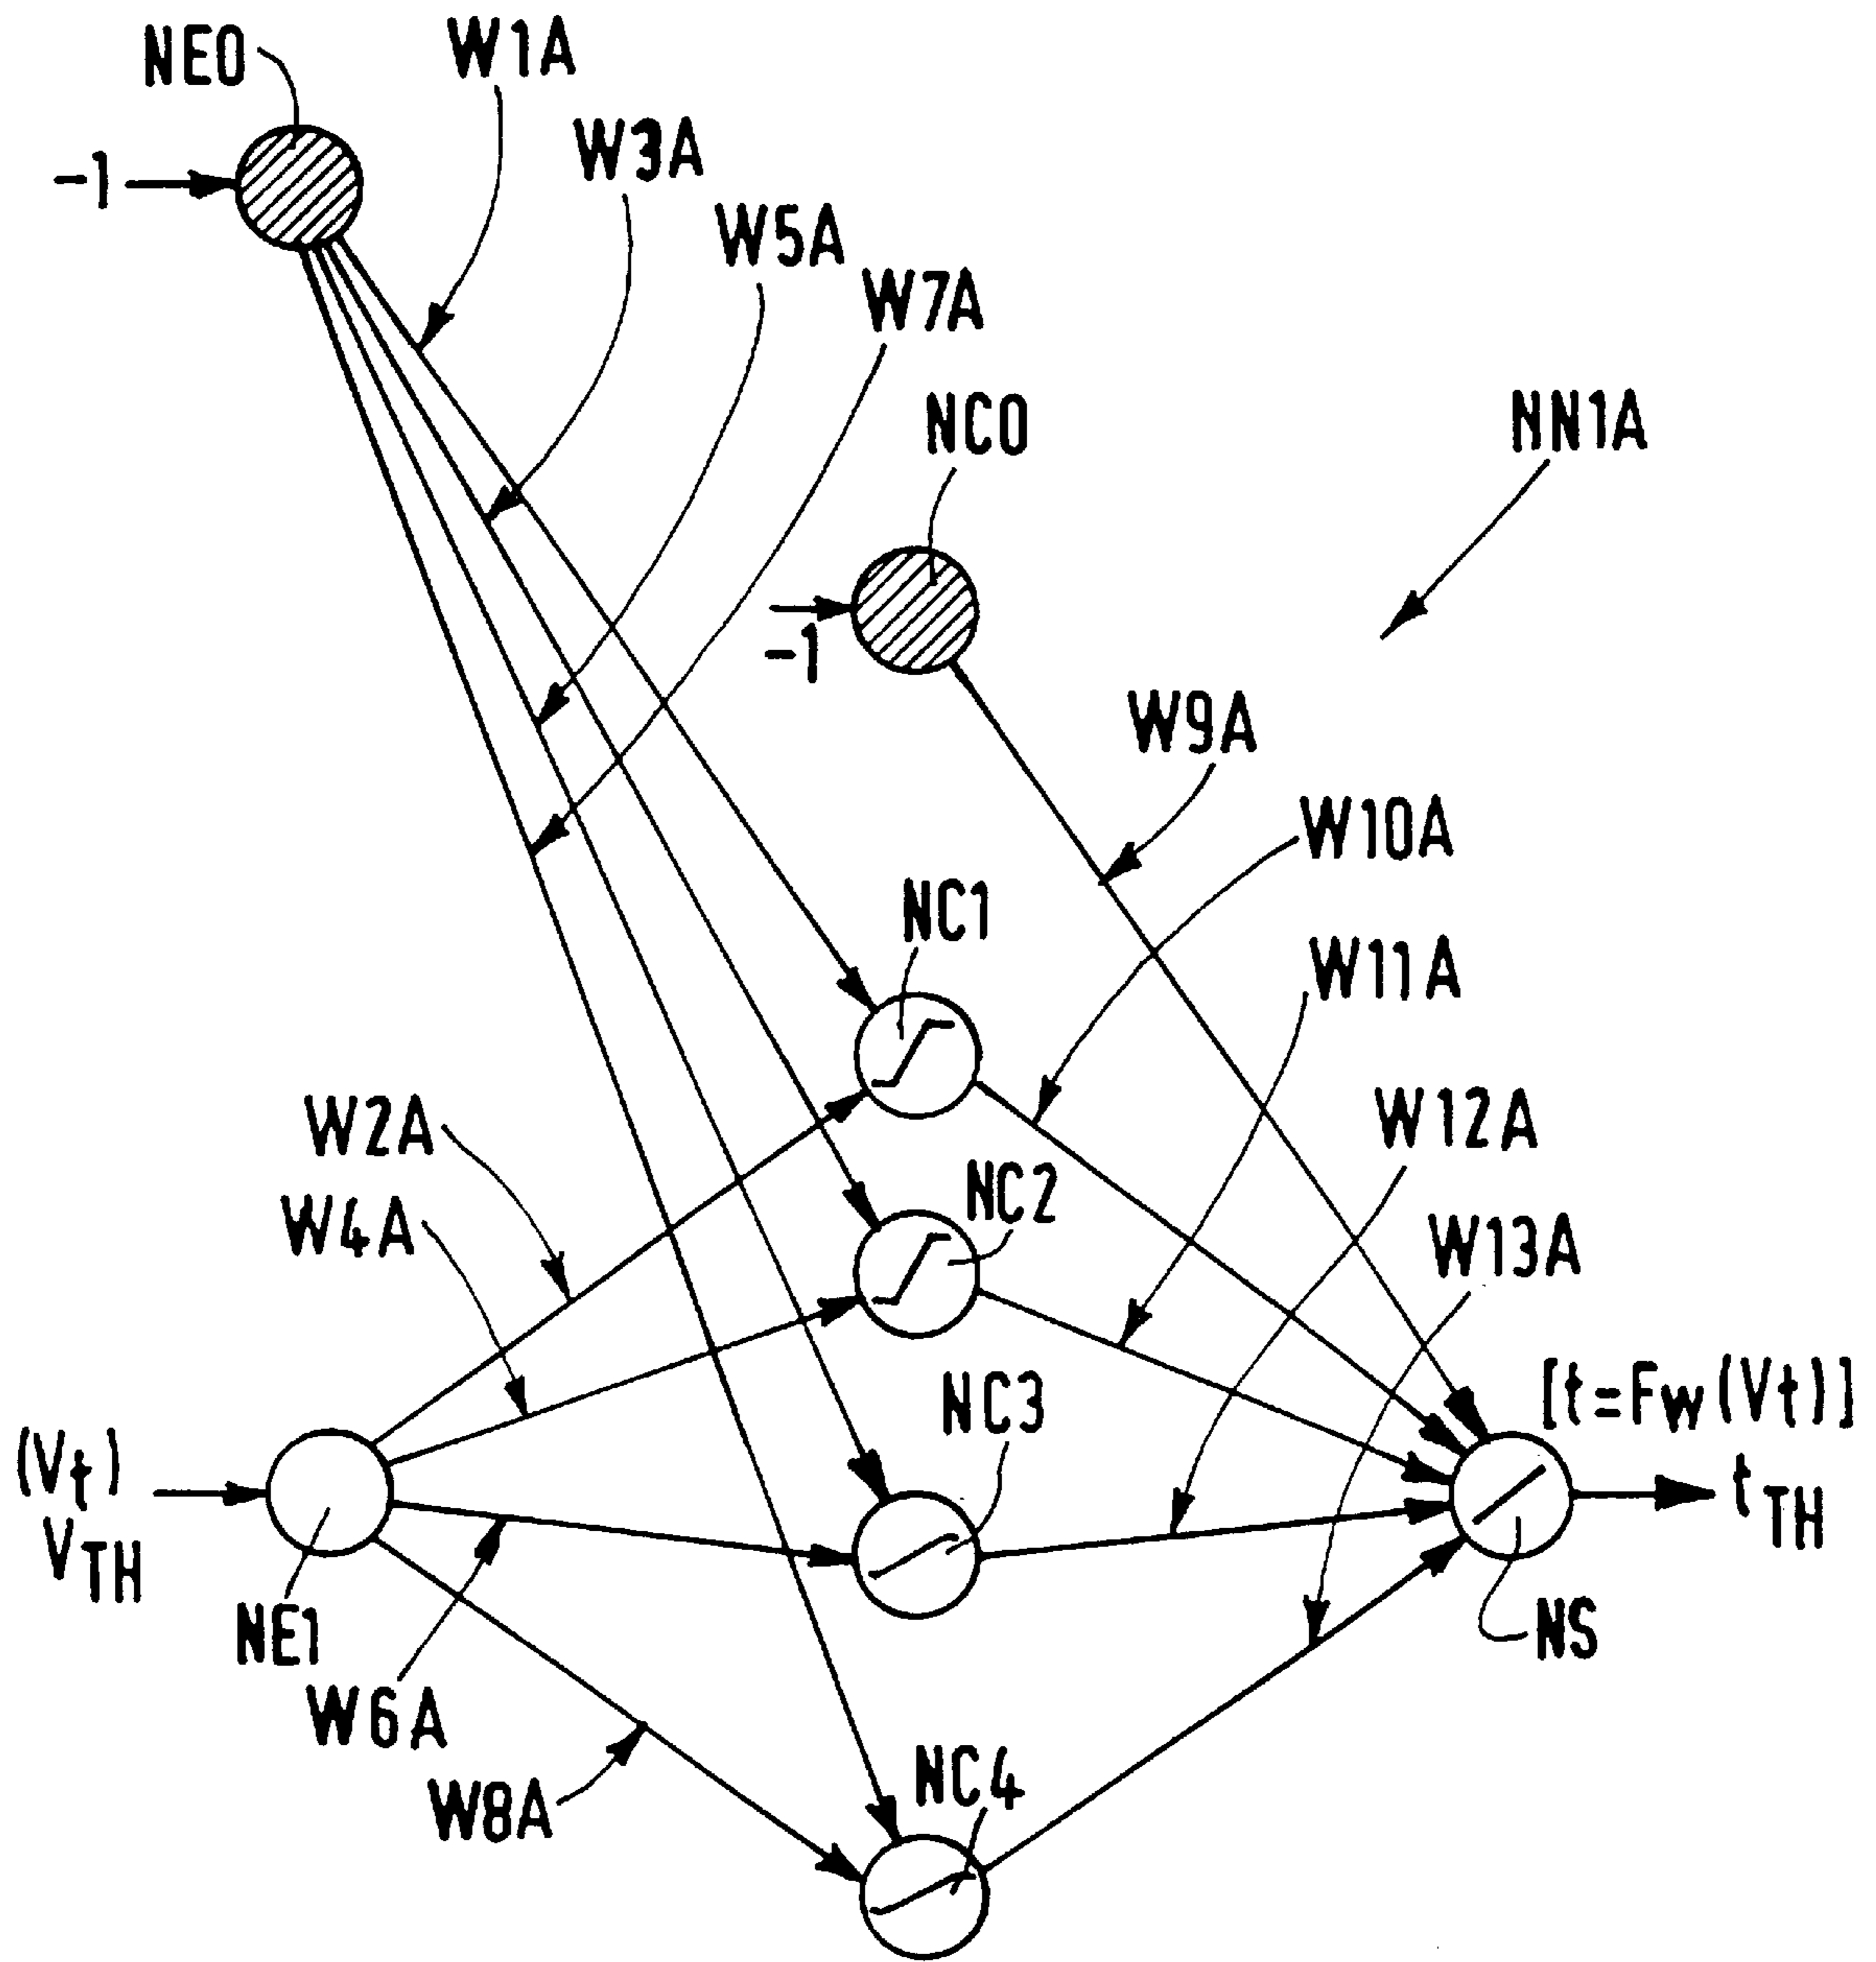 NE0
W1A
W3A
-1
W5A
W7A
NC0
NN1A
-1
W9A
W10A
NC1
W11A
W2A
W12A
NC2
W4A
W13A
NC3
[t=Fw(Vt)]
(Vt)
tTH
VTH
NE1
NS
W6A
NC4
W8A